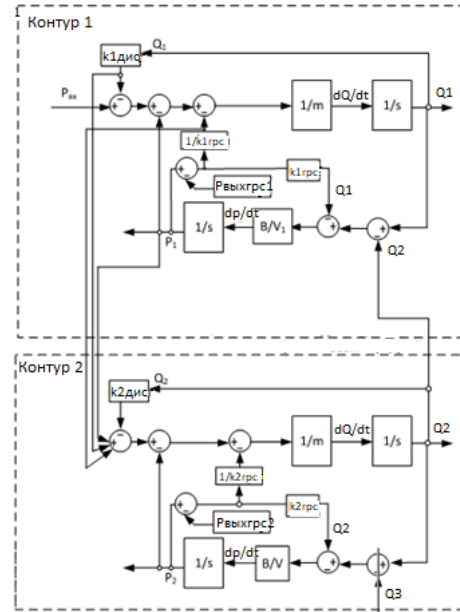 Контур 1
k1дис
Q₁
Pак
dQ/dt
Q1
1/m
1/s
1/k1грс
k1грс
Pвыхгрс1
Q1
P₁
1/s
dp/dt
B/V₁
Q2
Контур 2
k2дис
Q₂
dQ/dt
Q2
1/m
1/s
1/k2грс
k2грс
Pвыхгрс2
Q2
P₂
1/s
dp/dt
B/V
Q3